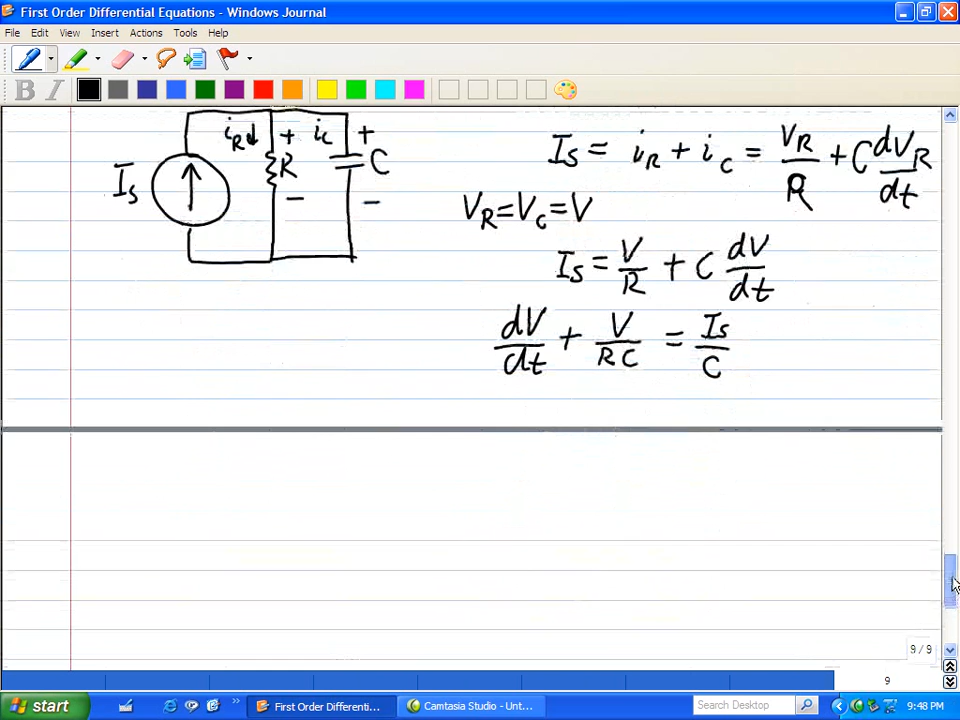 First Order Differential Equations - Windows Journal
File Edit View Insert Actions Tools Help
B I
Is iR + R - ic + C -
Is = iR + ic = VR/R + C dVR/dt
VR = Vc = V
Is = V/R + C dV/dt
dV/dt + V/RC = Is/C
9 / 9
9
start First Order Differenti... Camtasia Studio - Unt... Search Desktop 9:48 PM